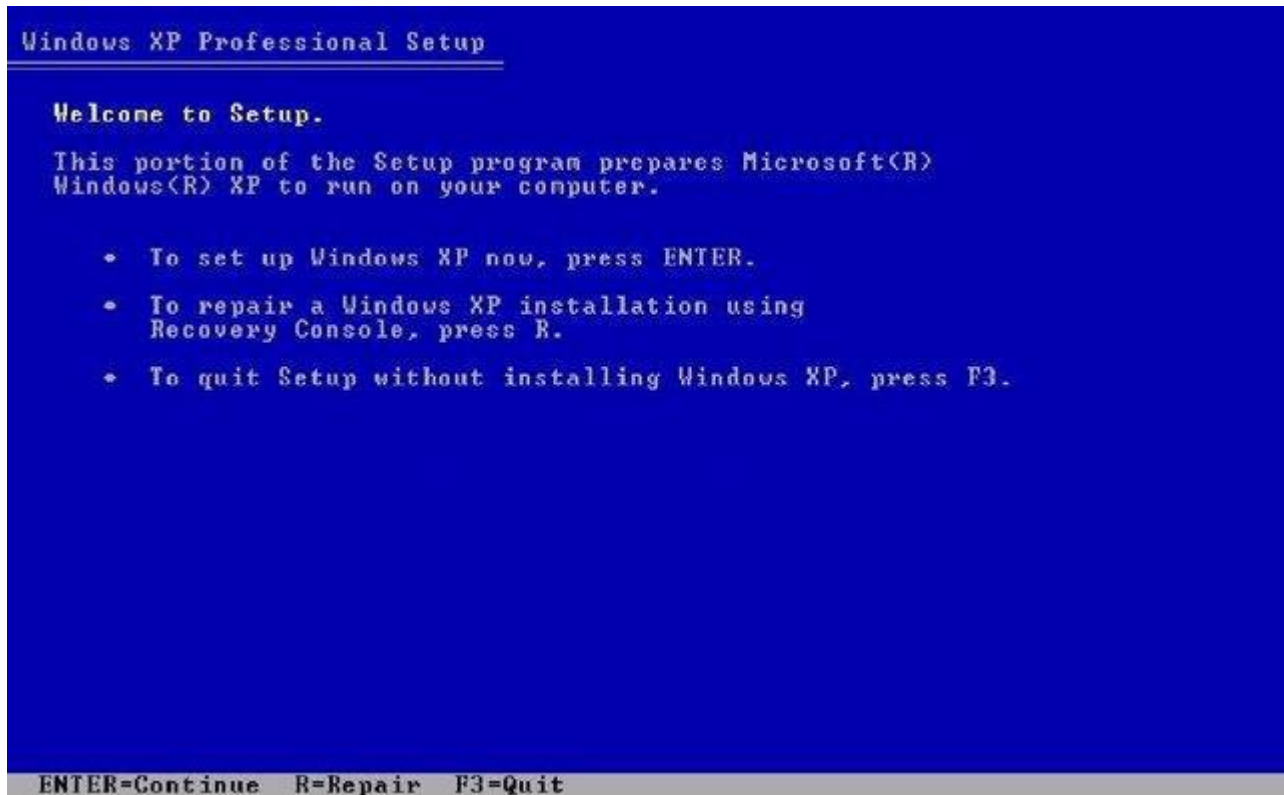 Windows XP Professional Setup
Welcome to Setup.
This portion of the Setup program prepares Microsoft(R)
Windows(R) XP to run on your computer.
• To set up Windows XP now, press ENTER.
• To repair a Windows XP installation using
Recovery Console, press R.
• To quit Setup without installing Windows XP, press F3.
ENTER=Continue R=Repair F3=Quit